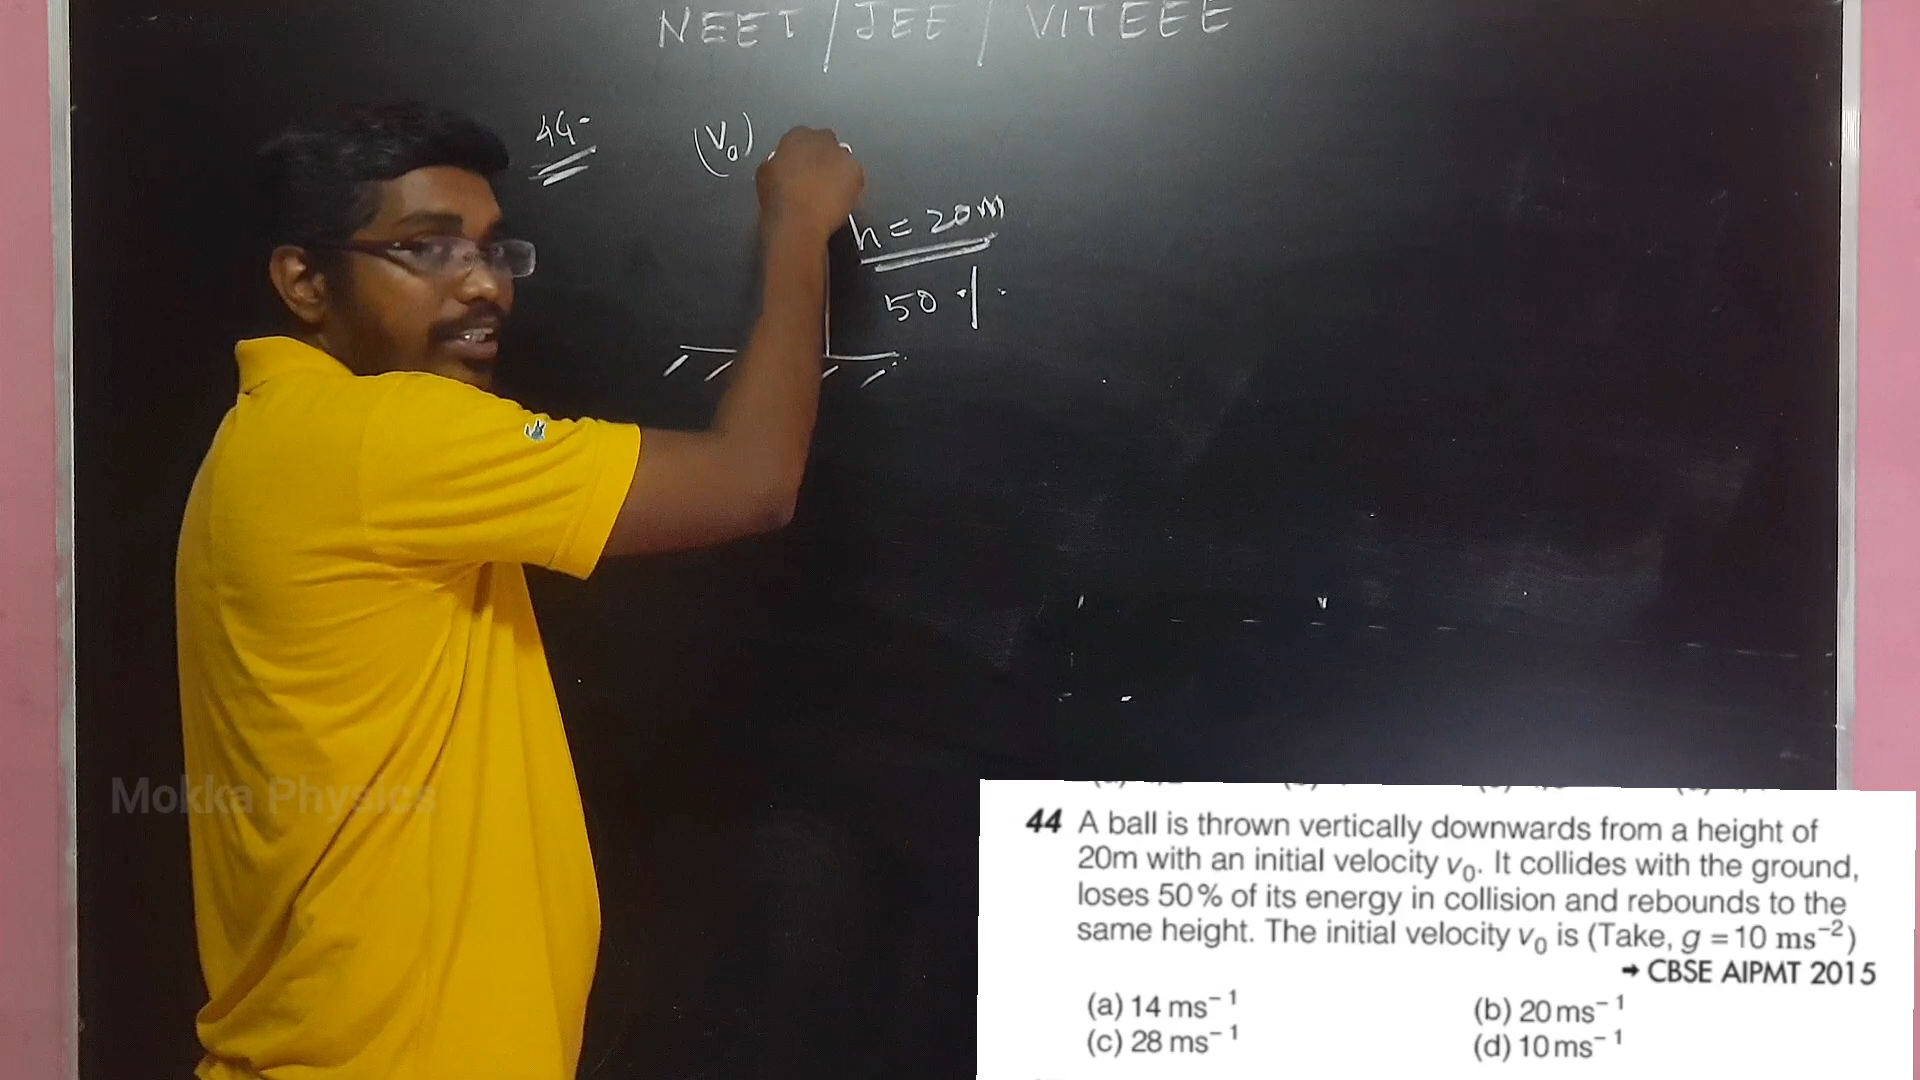 NEET / JEE / VITEEE
44.
(V₀)
h = 20m
50 %
Mokka Physics
44 A ball is thrown vertically downwards from a height of
20m with an initial velocity v₀. It collides with the ground,
loses 50% of its energy in collision and rebounds to the
same height. The initial velocity v₀ is (Take, g = 10 ms⁻²)
→ CBSE AIPMT 2015
(a) 14 ms⁻¹ (b) 20 ms⁻¹
(c) 28 ms⁻¹ (d) 10 ms⁻¹